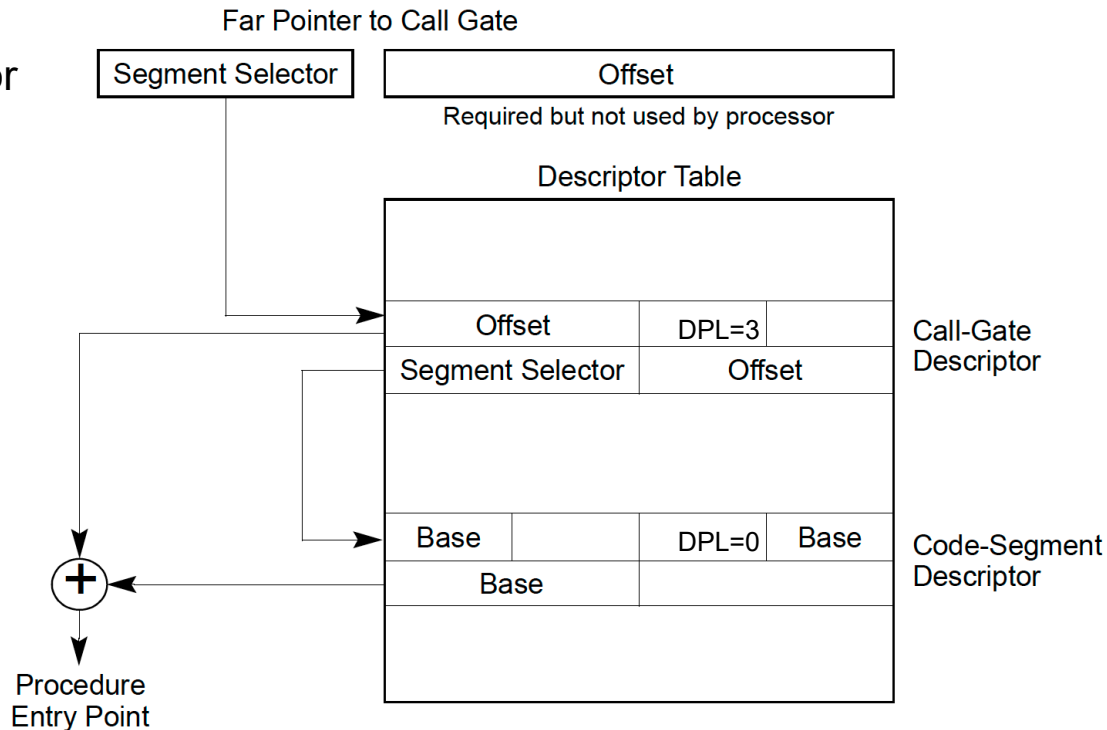 Far Pointer to Call Gate
or
Segment Selector
Offset
Required but not used by processor
Descriptor Table
Offset
DPL=3
Call-Gate
Descriptor
Segment Selector
Offset
Base
DPL=0
Base
Code-Segment
Descriptor
Base
+
Procedure
Entry Point